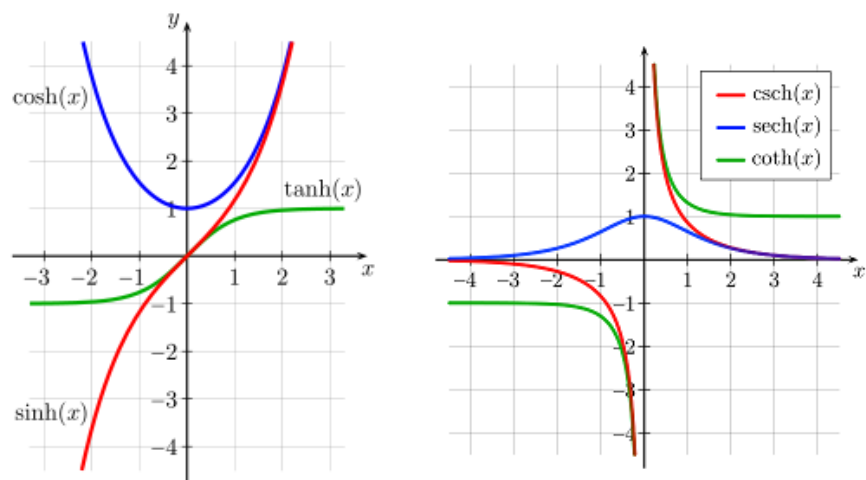 y
4
cosh(x)
3
2
tanh(x)
1
−3 −2 −1 1 2 3 x
−1
−2
−3
sinh(x)
−4
csch(x)
sech(x)
coth(x)
4
3
2
1
−4 −3 −2 −1 1 2 3 4 x
−1
−2
−3
−4